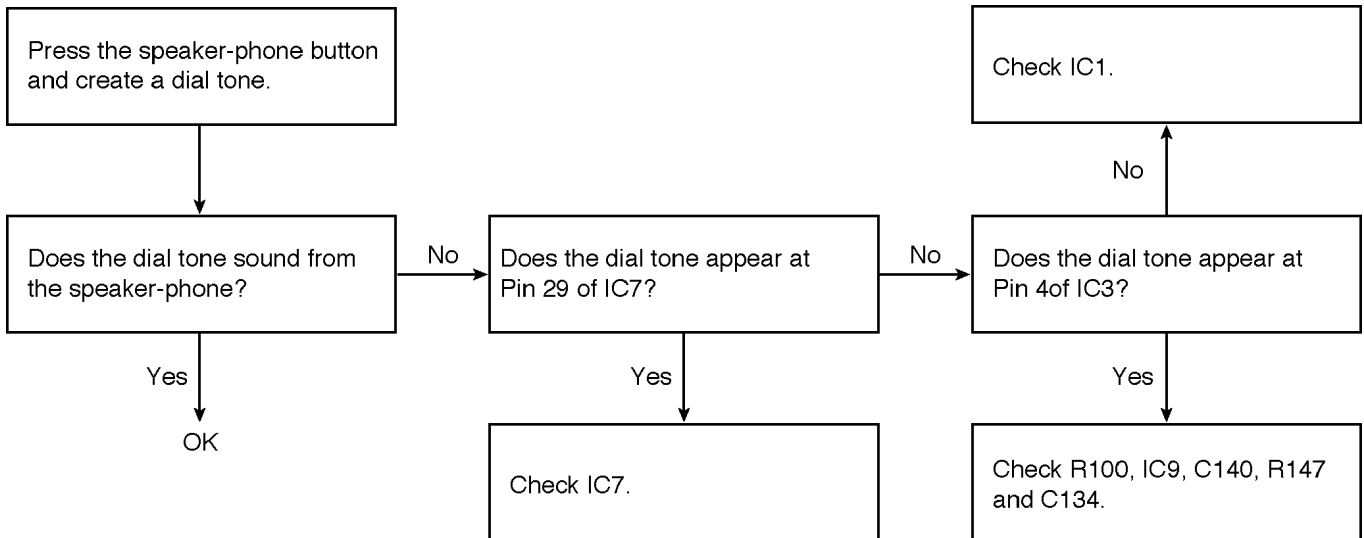 Press the speaker-phone button
and create a dial tone.
Check IC1.
No
Does the dial tone sound from
the speaker-phone?
No
Does the dial tone appear at
Pin 29 of IC7?
No
Does the dial tone appear at
Pin 4of IC3?
Yes
Yes
Yes
OK
Check IC7.
Check R100, IC9, C140, R147
and C134.